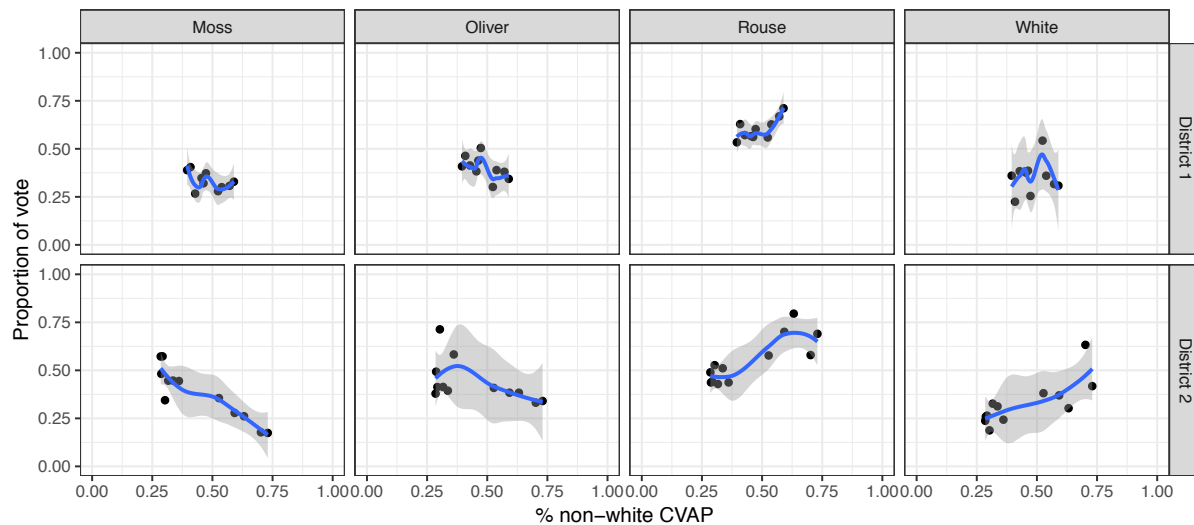 Moss Oliver Rouse White
1.00
0.75
0.50
0.25
0.00
District 1
1.00
0.75
0.50
0.25
0.00
District 2
Proportion of vote
0.00 0.25 0.50 0.75 1.00 0.00 0.25 0.50 0.75 1.00 0.00 0.25 0.50 0.75 1.00 0.00 0.25 0.50 0.75 1.00
% non−white CVAP